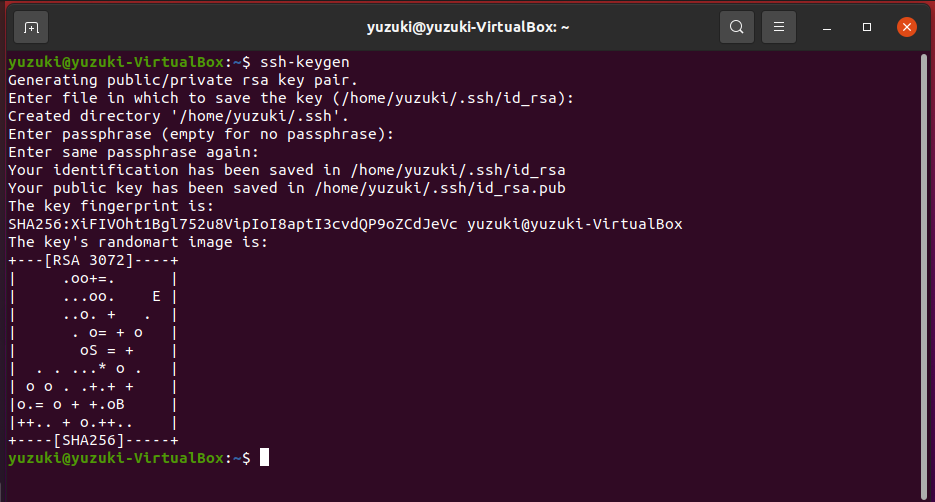 yuzuki@yuzuki-VirtualBox: ~
yuzuki@yuzuki-VirtualBox:~$ ssh-keygen
Generating public/private rsa key pair.
Enter file in which to save the key (/home/yuzuki/.ssh/id_rsa):
Created directory '/home/yuzuki/.ssh'.
Enter passphrase (empty for no passphrase):
Enter same passphrase again:
Your identification has been saved in /home/yuzuki/.ssh/id_rsa
Your public key has been saved in /home/yuzuki/.ssh/id_rsa.pub
The key fingerprint is:
SHA256:XiFIVOht1Bgl752u8VipIoI8aptI3cvdQP9oZCdJeVc yuzuki@yuzuki-VirtualBox
The key's randomart image is:
+---[RSA 3072]----+
|     .oo+=.      |
|     ...oo.    E |
|     ..o. +   .  |
|      . o= + o   |
|       oS = +    |
|  . . ...* o .   |
| o o . .+.+ +    |
|o.= o + +.oB     |
|++.. + o.++..    |
+----[SHA256]-----+
yuzuki@yuzuki-VirtualBox:~$